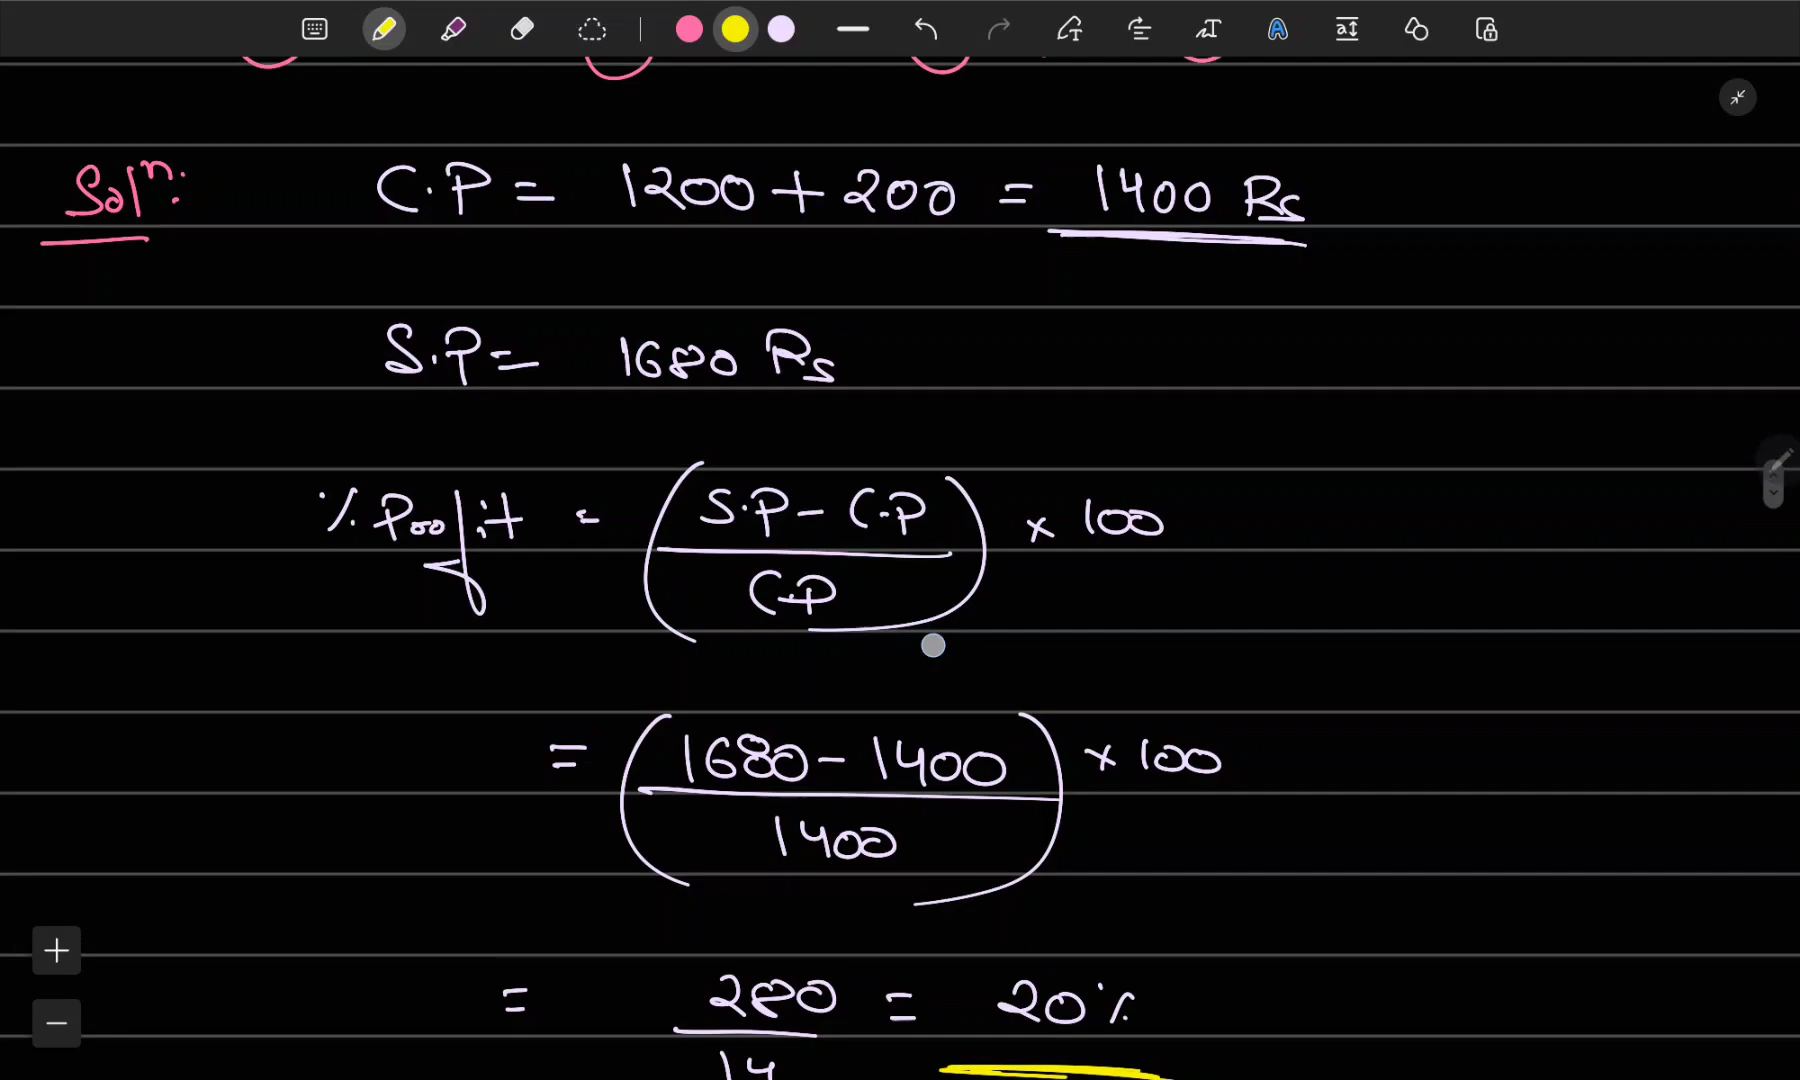 Solⁿ: C.P = 1200 + 200 = 1400 Rs
S.P = 1680 Rs
% Profit = (S.P - C.P / C.P) × 100
= (1680 - 1400 / 1400) × 100
= 280 / 14 = 20%